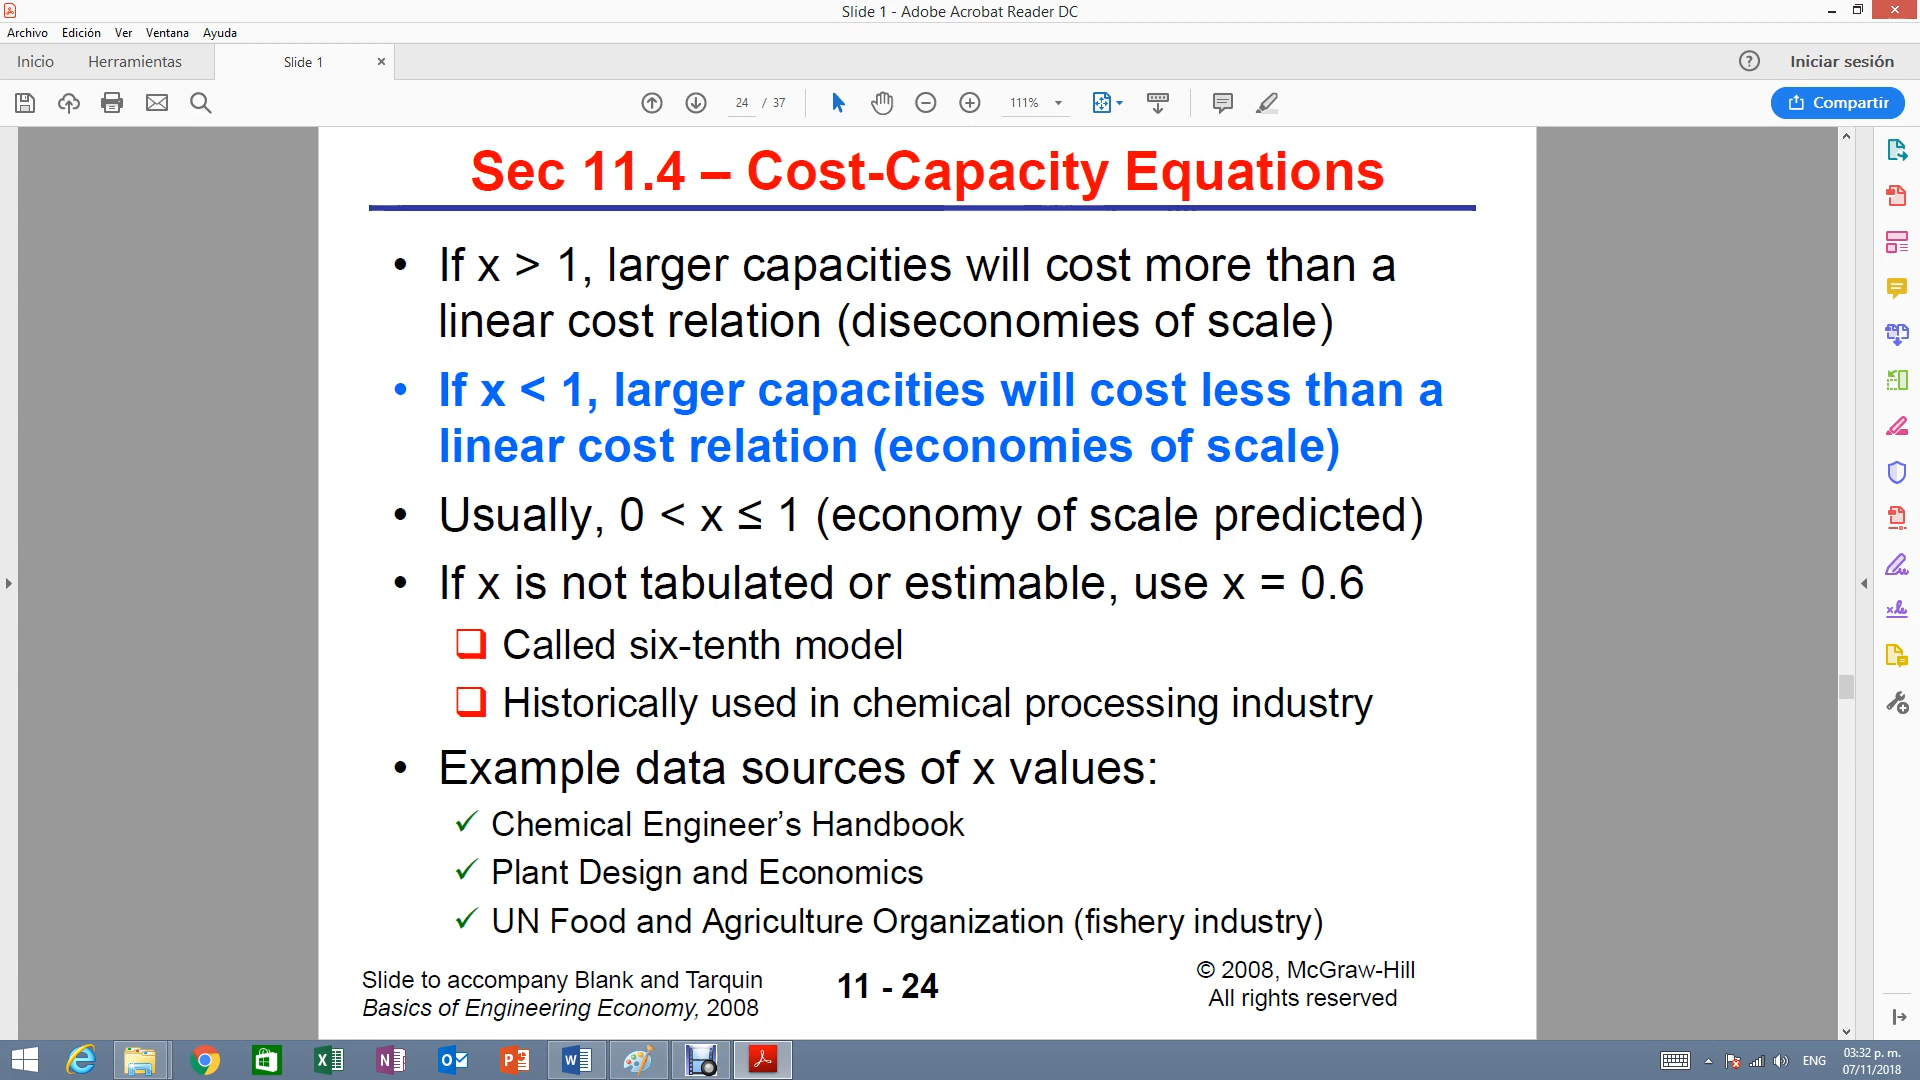 Slide 1 - Adobe Acrobat Reader DC
Archivo Edición Ver Ventana Ayuda
Inicio Herramientas Slide 1 Iniciar sesión
24 / 37 111% Compartir
Sec 11.4 – Cost-Capacity Equations
• If x > 1, larger capacities will cost more than a
linear cost relation (diseconomies of scale)
• If x < 1, larger capacities will cost less than a
linear cost relation (economies of scale)
• Usually, 0 < x ≤ 1 (economy of scale predicted)
• If x is not tabulated or estimable, use x = 0.6
❑ Called six-tenth model
❑ Historically used in chemical processing industry
• Example data sources of x values:
✓ Chemical Engineer’s Handbook
✓ Plant Design and Economics
✓ UN Food and Agriculture Organization (fishery industry)
Slide to accompany Blank and Tarquin
Basics of Engineering Economy, 2008
11 - 24
© 2008, McGraw-Hill
All rights reserved
ENG
03:32 p. m.
07/11/2018